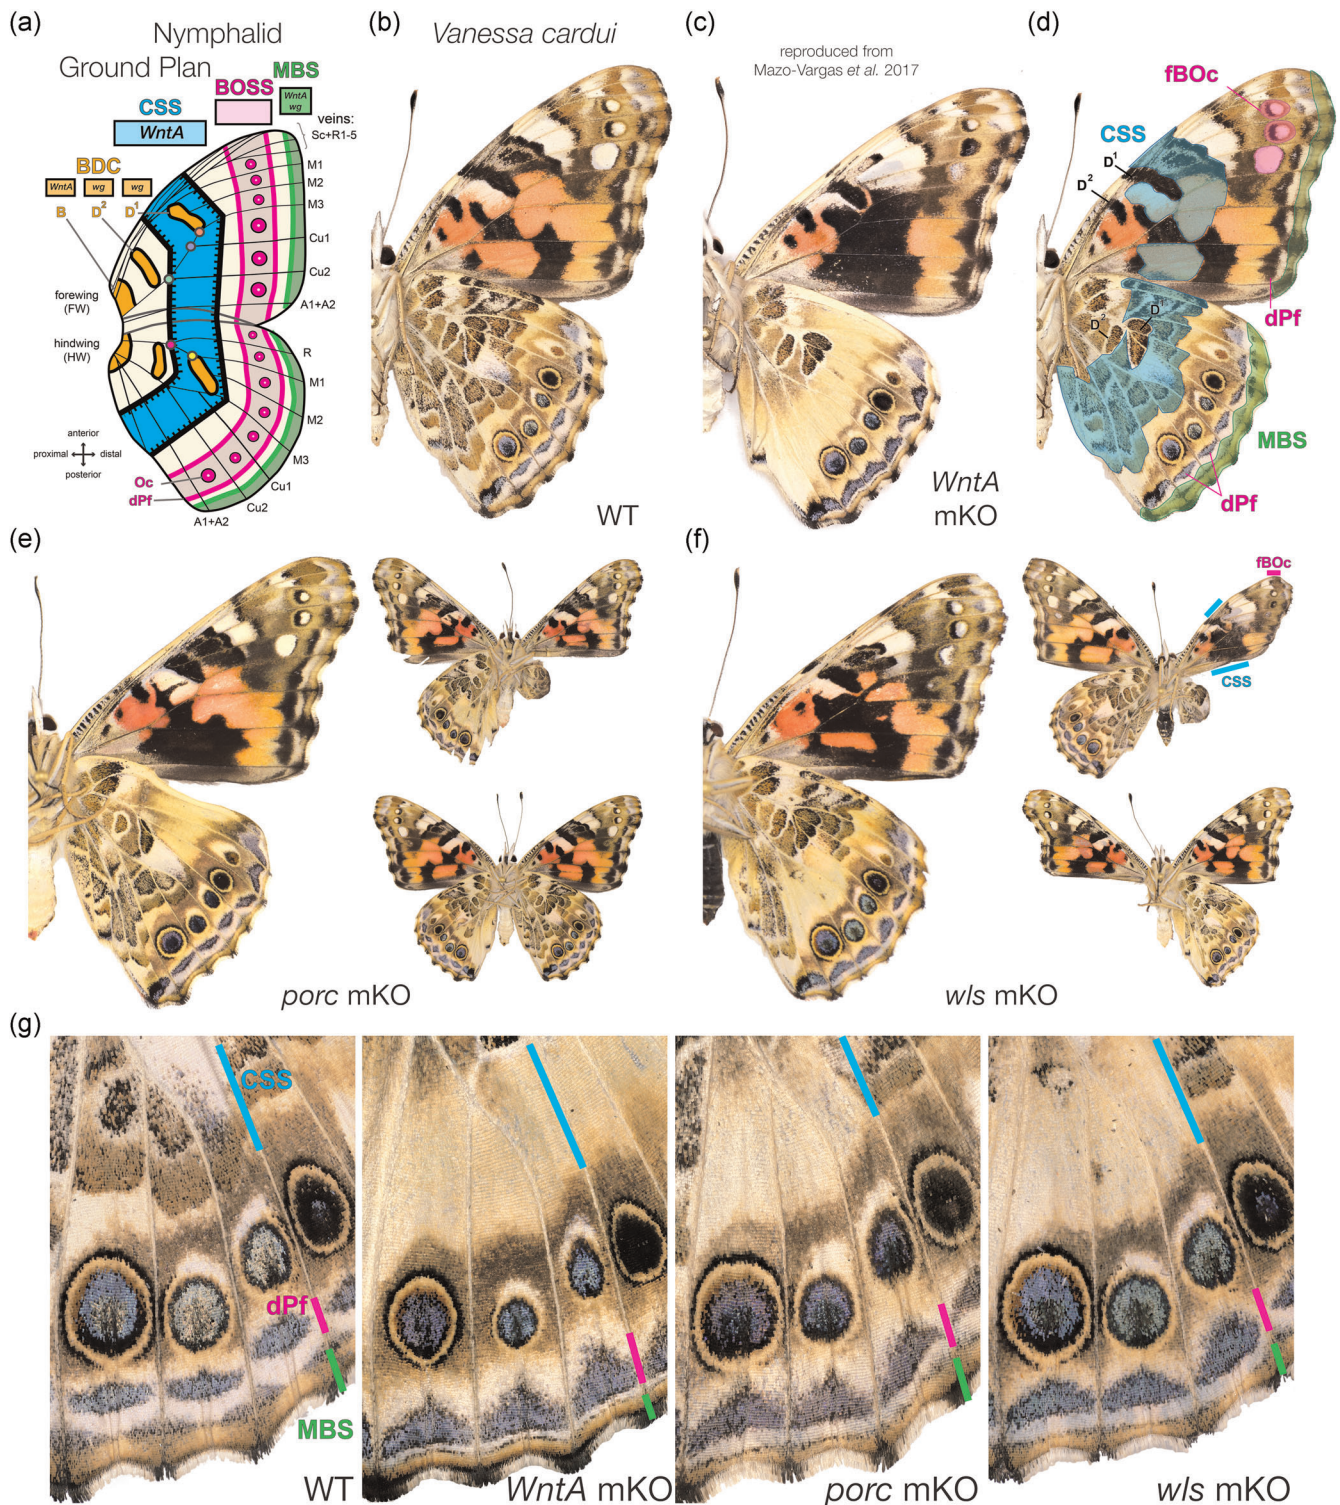 (a)
Nymphalid
Ground Plan
MBS
BOSS
WntA
wg
CSS
WntA
veins:
Sc+R1-5
BDC
WntA
wg
wg
B
D2
D1
M1
M2
M3
Cu1
Cu2
A1+A2
forewing
(FW)
hindwing
(HW)
R
M1
M2
M3
Cu1
Cu2
A1+A2
anterior
proximal
distal
posterior
Oc
dPf
(b)
Vanessa cardui
WT
(c)
reproduced from
Mazo-Vargas et al. 2017
WntA
mKO
(d)
fBOc
CSS
D1
D2
dPf
D1
D2
MBS
dPf
(e)
porc mKO
(f)
fBOc
CSS
wls mKO
(g)
CSS
dPf
MBS
WT
WntA mKO
porc mKO
wls mKO